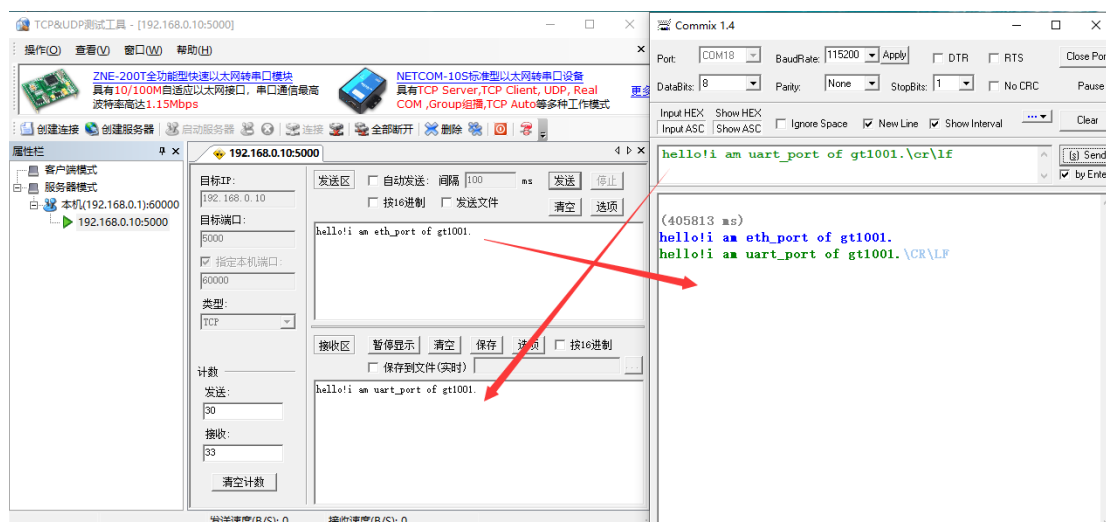 TCP&UDP测试工具 - [192.168.0.10:5000]
操作(O) 查看(V) 窗口(W) 帮助(H)
ZNE-200T全功能型快速以太网转串口模块
具有10/100M自适应以太网接口，串口通信最高
波特率高达1.15Mbps
NETCOM-10S标准型以太网转串口设备
具有TCP Server,TCP Client, UDP, Real
COM ,Group组播,TCP Auto等多种工作模式
创建连接 创建服务器 启动服务器 连接 全部断开 删除
属性栏
客户端模式
服务器模式
本机(192.168.0.1):60000
192.168.0.10:5000
192.168.0.10:5000
目标IP:
192.168.0.10
目标端口:
5000
指定本机端口:
60000
类型:
TCP
计数
发送:
30
接收:
33
清空计数
发送区 自动发送: 间隔 100 ms 发送 停止
按16进制 发送文件 清空 选项
hello!i am eth_port of gt1001.
接收区 暂停显示 清空 保存 选项 按16进制
保存到文件(实时) ...
hello!i am uart_port of gt1001.
发送速度(B/S): 0 接收速度(B/S): 0
Commix 1.4
Port: COM18 BaudRate: 115200 Apply DTR RTS Close Por
DataBits: 8 Parity: None StopBits: 1 No CRC Pause
Input HEX Show HEX
Input ASC Show ASC Ignore Space New Line Show Interval ... Clear
hello!i am uart_port of gt1001.\cr\lf
(s) Send
by Ente
(405813 ms)
hello!i am eth_port of gt1001.
hello!i am uart_port of gt1001.\CR\LF